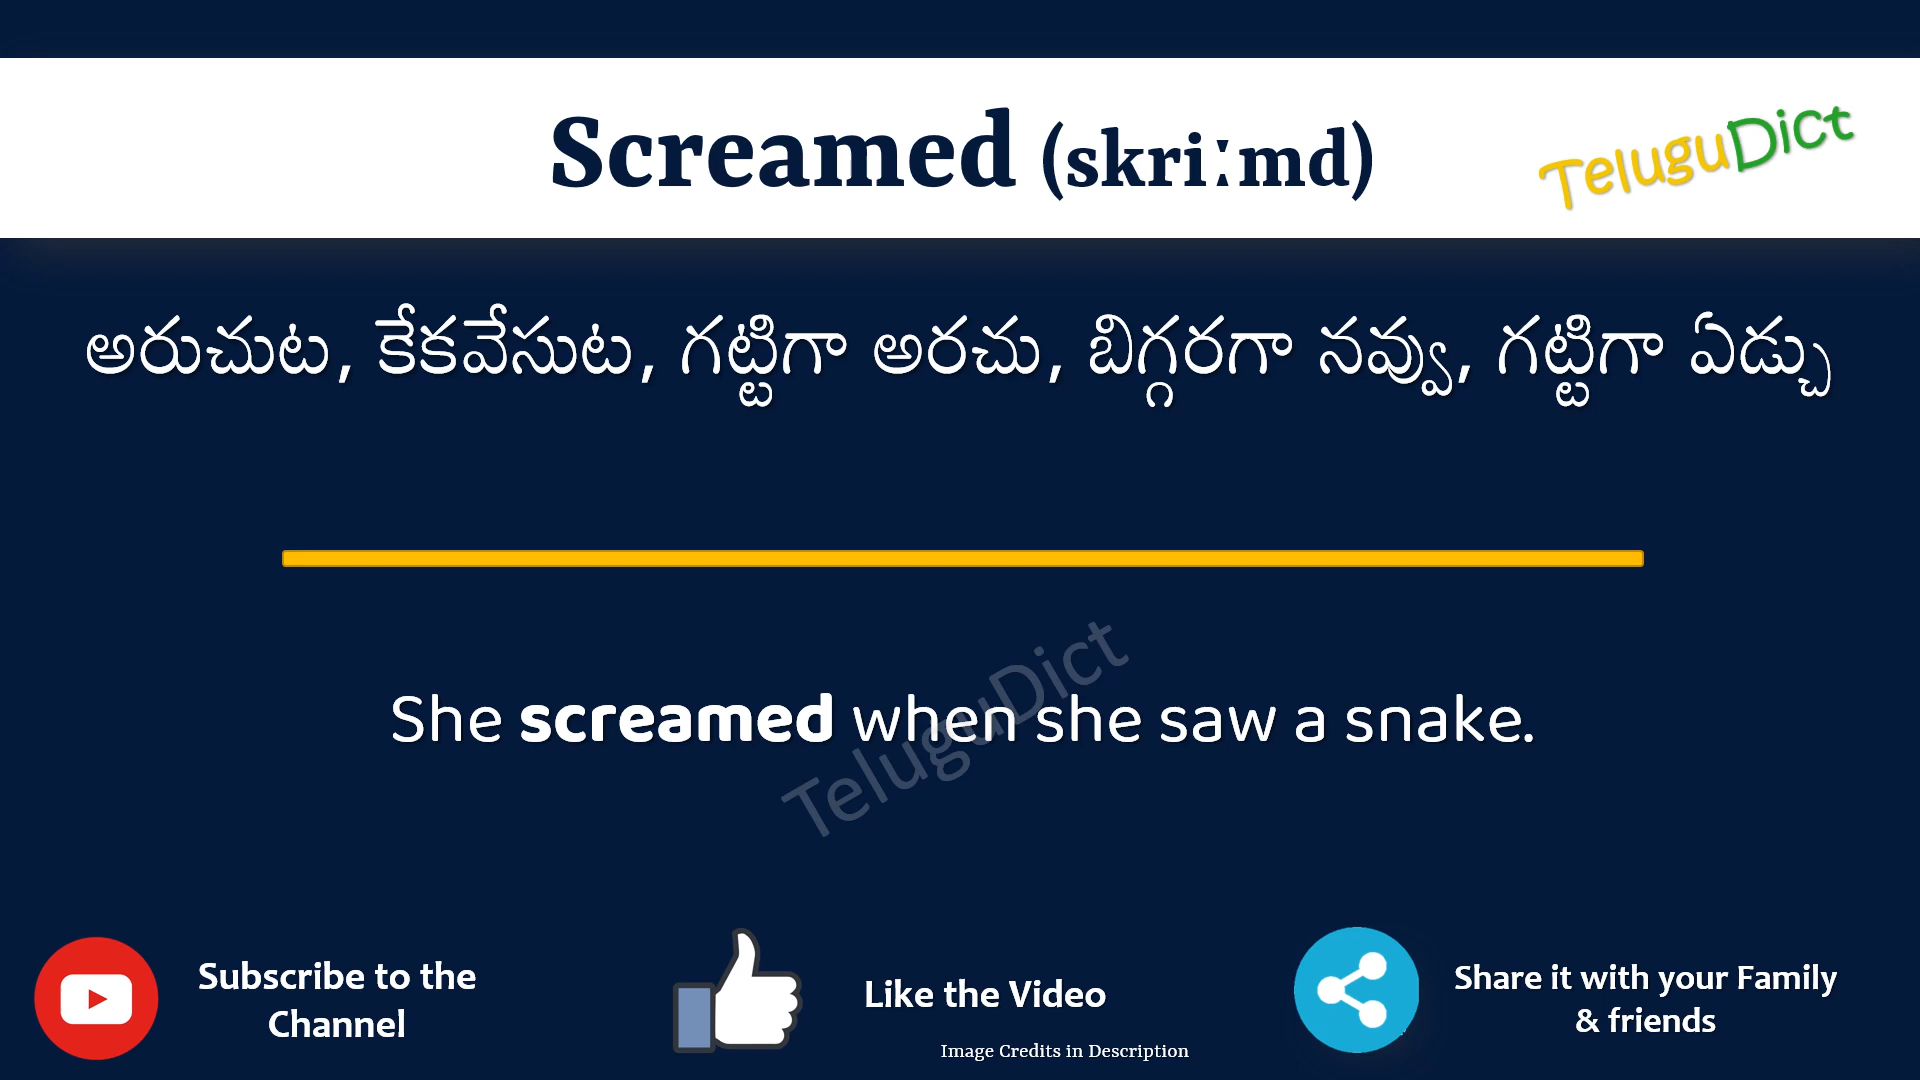 Screamed (skriːmd)
TeluguDict
అరుచుట, కేకవేసుట, గట్టిగా అరచు, బిగ్గరగా నవ్వు, గట్టిగా ఏడ్చు
She screamed when she saw a snake.
TeluguDict
Subscribe to the
Channel
Like the Video
Image Credits in Description
Share it with your Family
& friends